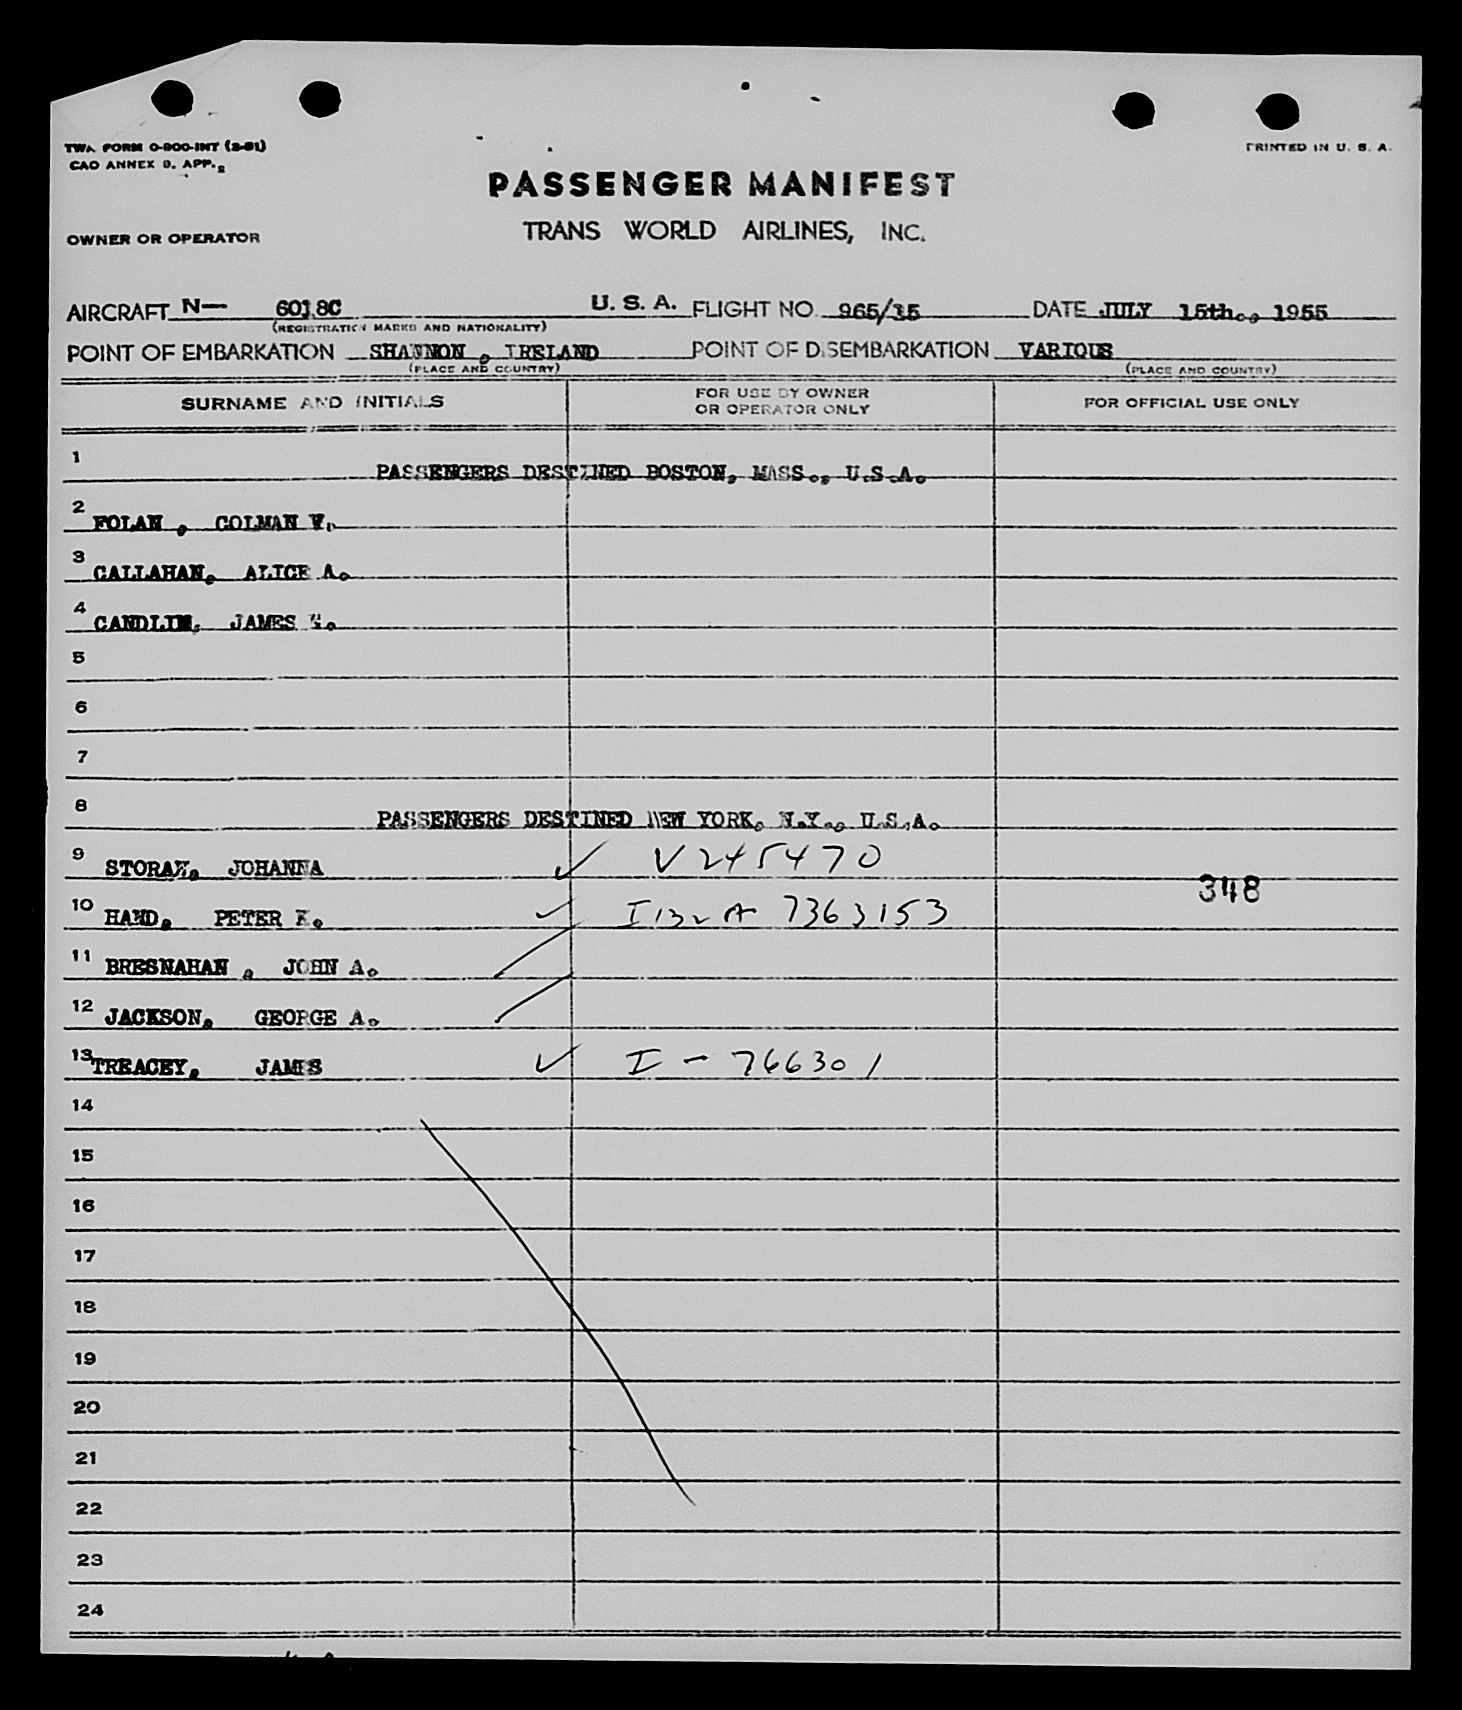 TWA FORM O-900-INT (2-51)
CAO ANNEX 9, APP. 2
PRINTED IN U. S. A.
PASSENGER MANIFEST
OWNER OR OPERATOR
TRANS WORLD AIRLINES, INC.
AIRCRAFT N— 6018C U. S. A. FLIGHT NO. 965/15 DATE JULY 15th., 1955
(REGISTRATION MARKS AND NATIONALITY)
POINT OF EMBARKATION SHANNON , IRELAND POINT OF DISEMBARKATION VARIOUS
(PLACE AND COUNTRY) (PLACE AND COUNTRY)
SURNAME AND INITIALS FOR USE BY OWNER OR OPERATOR ONLY FOR OFFICIAL USE ONLY
1 PASSENGERS DESTINED BOSTON, MASS., U.S.A.
2 FOLAN , COLMAN
3 CALLAHAN, ALICE A.
4 CANDLIN, JAMES
5
6
7
8 PASSENGERS DESTINED NEW YORK, N.Y., U.S.A.
9 JOHANNA ✓ V 245470
348
10 HAND, PETER ✓ I 132 A 7363153
11 BRESNAHAN , JOHN A.
12 JACKSON, GEORGE A.
13 TREACEY, JAMES ✓ I - 766301
14
15
16
17
18
19
20
21
22
23
24